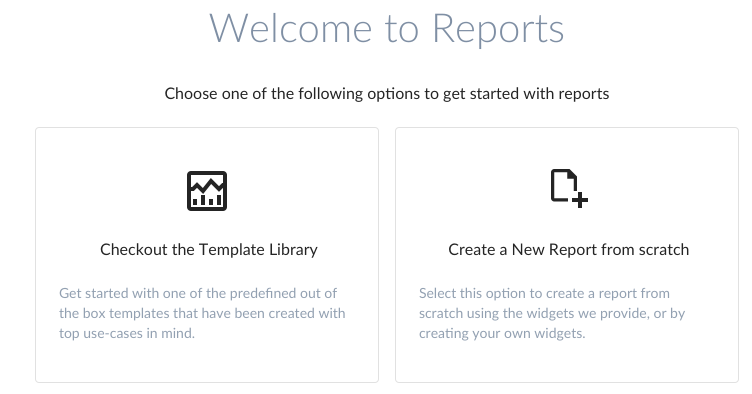 Welcome to Reports
Choose one of the following options to get started with reports
Checkout the Template Library
Get started with one of the predefined out of
the box templates that have been created with
top use-cases in mind.
Create a New Report from scratch
Select this option to create a report from
scratch using the widgets we provide, or by
creating your own widgets.